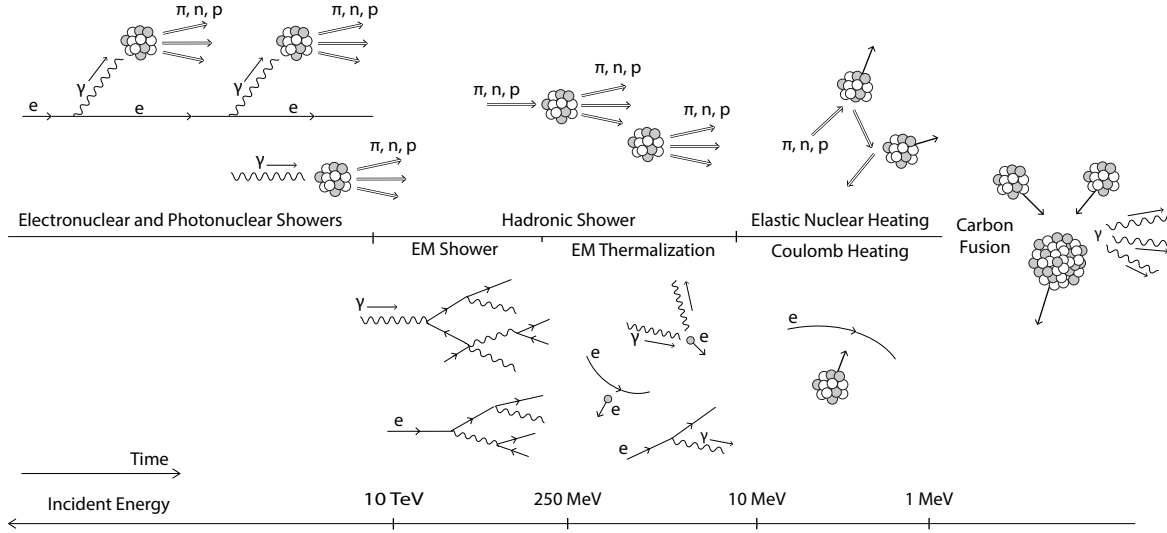 π, n, p
π, n, p
γ
γ
e
e
e
γ
π, n, p
π, n, p
π, n, p
π, n, p
π, n, p
Electronuclear and Photonuclear Showers
Hadronic Shower
Elastic Nuclear Heating
Carbon
Fusion
γ
EM Shower
EM Thermalization
Coulomb Heating
γ
γ
e
e
e
e
e
e
γ
Time
Incident Energy
10 TeV
250 MeV
10 MeV
1 MeV